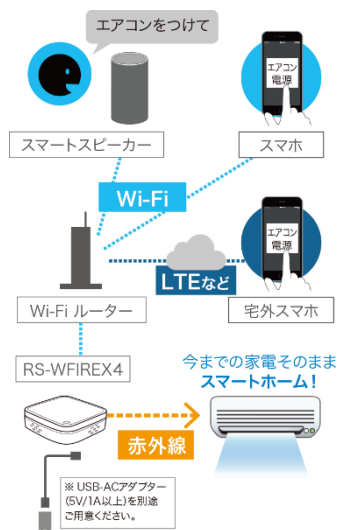 エアコンをつけて
エアコン
電源
スマートスピーカー
スマホ
Wi-Fi
エアコン
電源
LTEなど
Wi-Fi ルーター
宅外スマホ
RS-WFIREX4
今までの家電そのまま
スマートホーム!
赤外線
※ USB-ACアダプター
(5V/1A以上)を別途
ご用意ください。